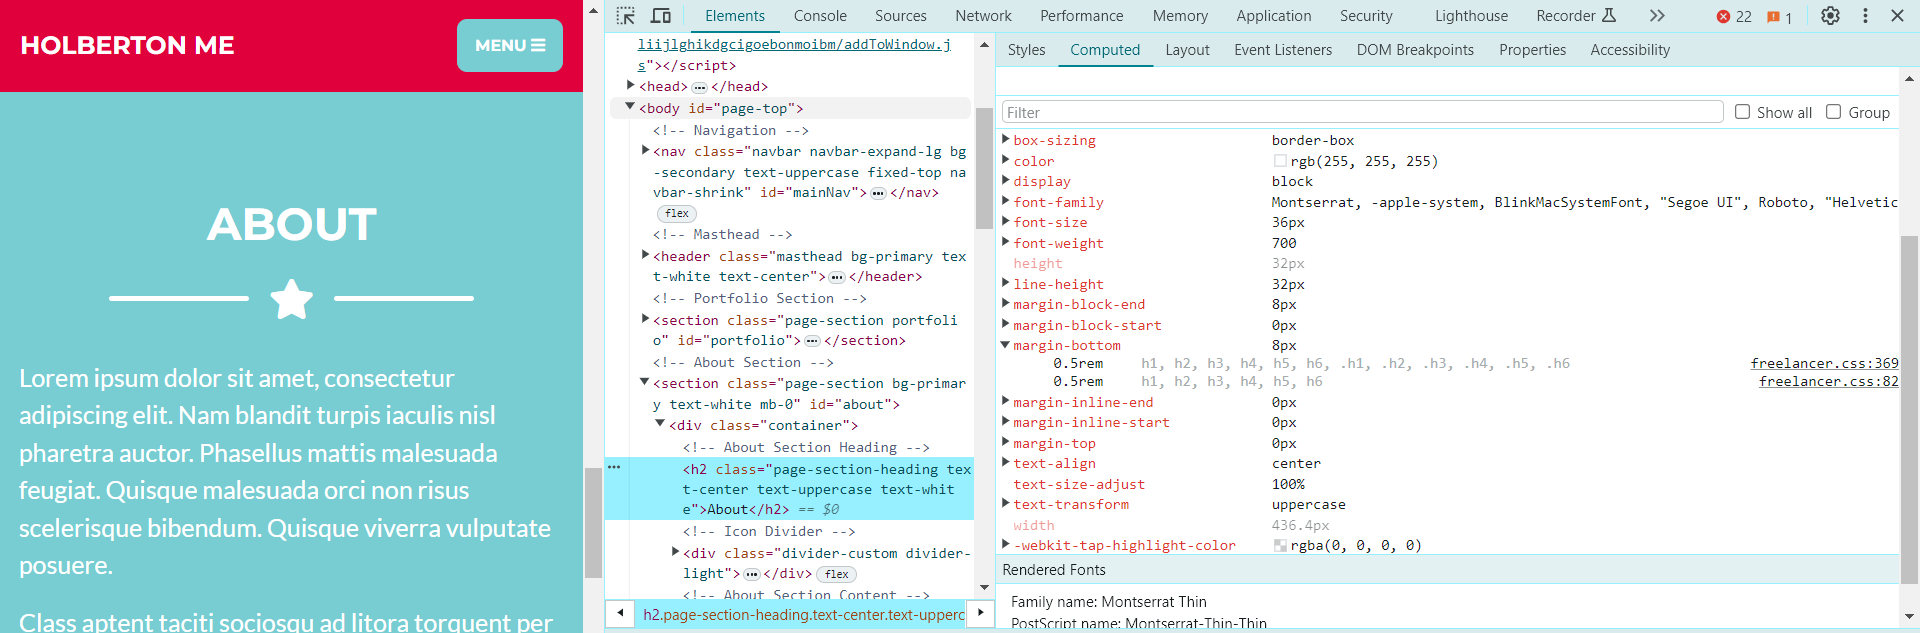 HOLBERTON ME
MENU
ABOUT
Lorem ipsum dolor sit amet, consectetur
adipiscing elit. Nam blandit turpis iaculis nisl
pharetra auctor. Phasellus mattis malesuada
feugiat. Quisque malesuada orci non risus
scelerisque bibendum. Quisque viverra vulputate
posuere.
Class aptent taciti sociosqu ad litora torquent per
Elements Console Sources Network Performance Memory Application Security Lighthouse Recorder 22 1
liijlghikdgcigoebonmoibm/addToWindow.j
s"></script>
<head> ••• </head>
<body id="page-top">
<!-- Navigation -->
<nav class="navbar navbar-expand-lg bg
-secondary text-uppercase fixed-top na
vbar-shrink" id="mainNav"> ••• </nav>
flex
<!-- Masthead -->
<header class="masthead bg-primary tex
t-white text-center"> ••• </header>
<!-- Portfolio Section -->
<section class="page-section portfoli
o" id="portfolio"> ••• </section>
<!-- About Section -->
<section class="page-section bg-primar
y text-white mb-0" id="about">
<div class="container">
<!-- About Section Heading -->
<h2 class="page-section-heading tex
t-center text-uppercase text-whit
e">About</h2> == $0
<!-- Icon Divider -->
<div class="divider-custom divider-
light"> ••• </div> flex
<!-- About Section Content -->
h2.page-section-heading.text-center.text-upperc
Styles Computed Layout Event Listeners DOM Breakpoints Properties Accessibility
Filter Show all Group
box-sizing border-box
color rgb(255, 255, 255)
display block
font-family Montserrat, -apple-system, BlinkMacSystemFont, "Segoe UI", Roboto, "Helvetic
font-size 36px
font-weight 700
height 32px
line-height 32px
margin-block-end 8px
margin-block-start 0px
margin-bottom 8px
0.5rem h1, h2, h3, h4, h5, h6, .h1, .h2, .h3, .h4, .h5, .h6 freelancer.css:369
0.5rem h1, h2, h3, h4, h5, h6 freelancer.css:82
margin-inline-end 0px
margin-inline-start 0px
margin-top 0px
text-align center
text-size-adjust 100%
text-transform uppercase
width 436.4px
-webkit-tap-highlight-color rgba(0, 0, 0, 0)
Rendered Fonts
Family name: Montserrat Thin
PostScript name: Montserrat-Thin-Thin